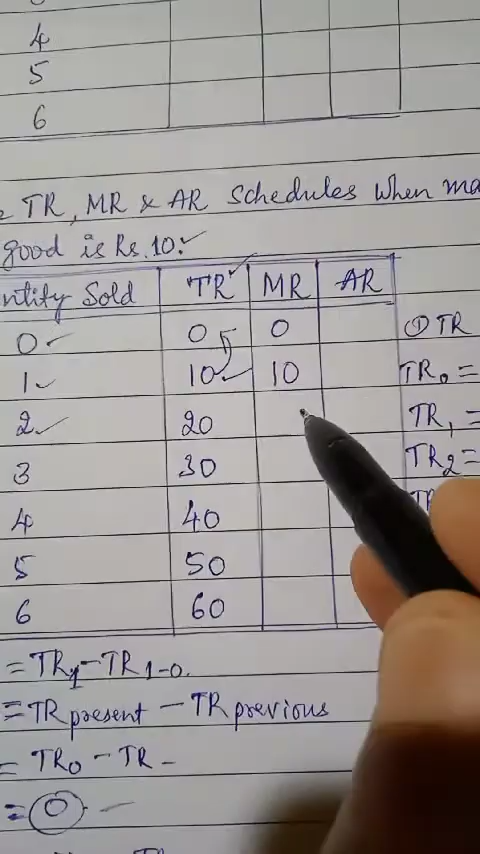 4
5
6
TR, MR & AR Schedules when
good is Rs. 10.
Sold TR MR AR
0 0 0 ① TR
1 10 10 TR0 =
2 20 TR1 =
3 30 TR2 =
4 40
5 50
6 60
= TR1 - TR1-0.
= TR present - TR previous
= TR0 - TR -
= 0 -